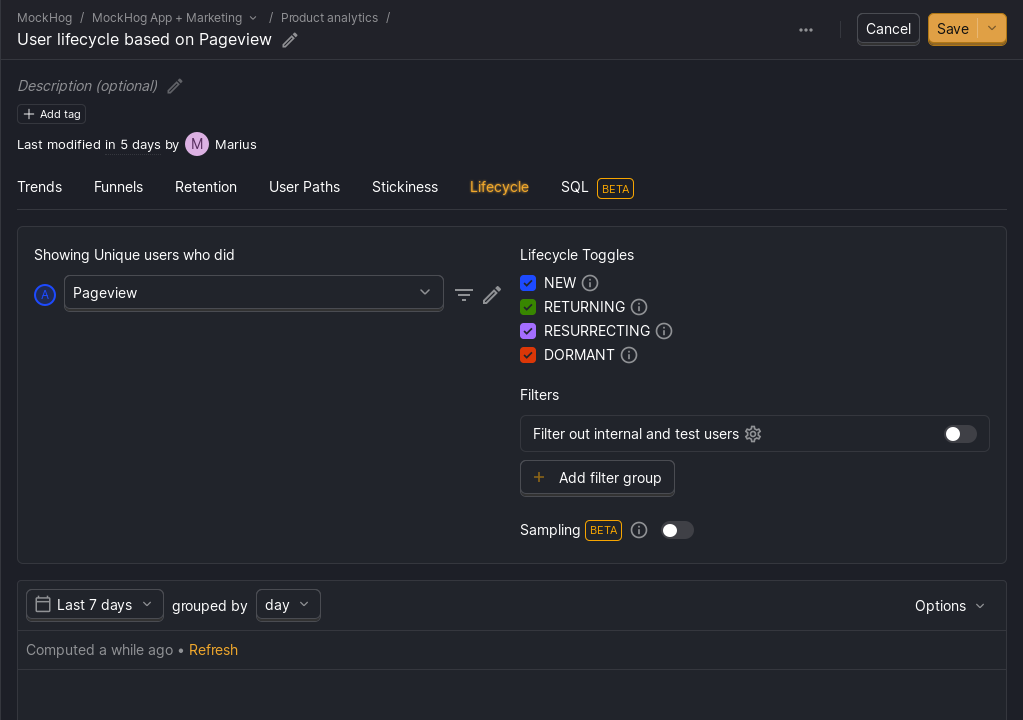 MockHog / MockHog App + Marketing / Product analytics /
User lifecycle based on Pageview
Cancel
Save
Description (optional)
Add tag
Last modified in 5 days by M Marius
Trends Funnels Retention User Paths Stickiness Lifecycle SQL BETA
Showing Unique users who did
A Pageview
Lifecycle Toggles
NEW
RETURNING
RESURRECTING
DORMANT
Filters
Filter out internal and test users
+ Add filter group
Sampling BETA
Last 7 days grouped by day
Options
Computed a while ago • Refresh